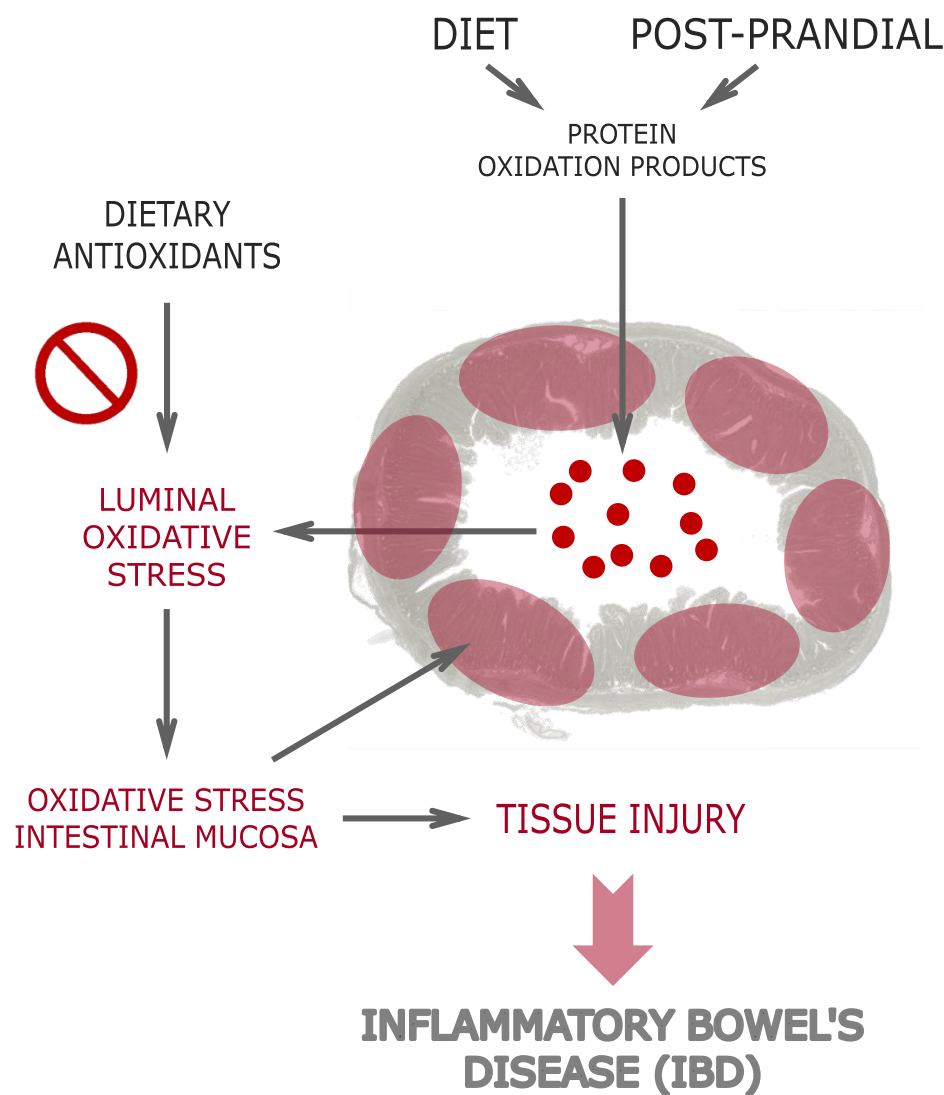 DIET
POST-PRANDIAL
PROTEIN
OXIDATION PRODUCTS
DIETARY
ANTIOXIDANTS
LUMINAL
OXIDATIVE
STRESS
OXIDATIVE STRESS
INTESTINAL MUCOSA
TISSUE INJURY
INFLAMMATORY BOWEL'S
DISEASE (IBD)